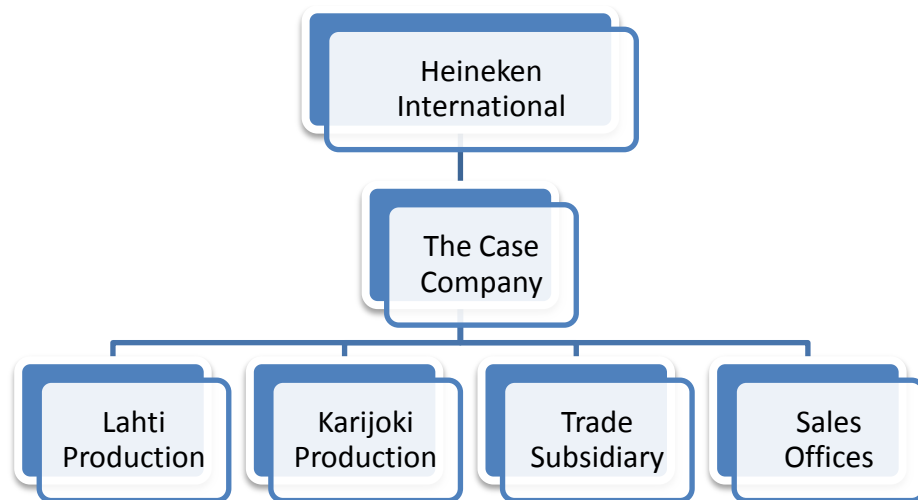 Heineken
International
The Case
Company
Lahti
Production
Karijoki
Production
Trade
Subsidiary
Sales
Offices